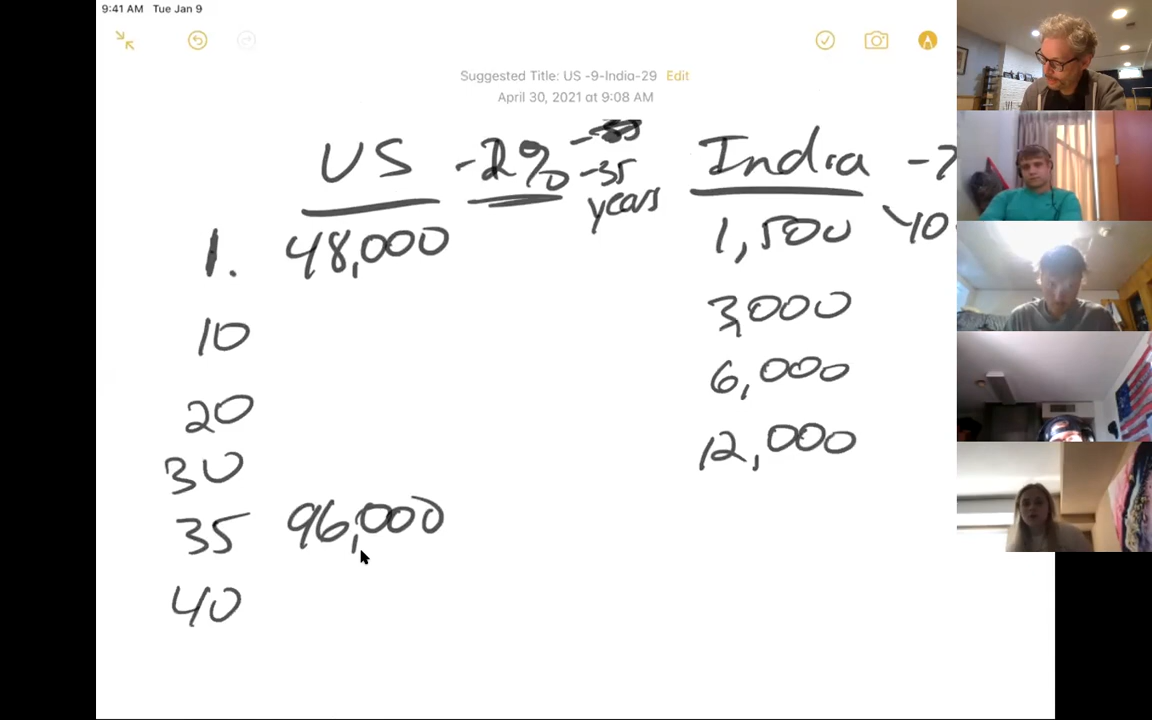 9:41 AM Tue Jan 9
Suggested Title: US -9-India-29 Edit
April 30, 2021 at 9:08 AM
US -2% -35 years India -7
1. 48,000 1,500 40
10 3,000
20 6,000
30 12,000
35 96,000
40